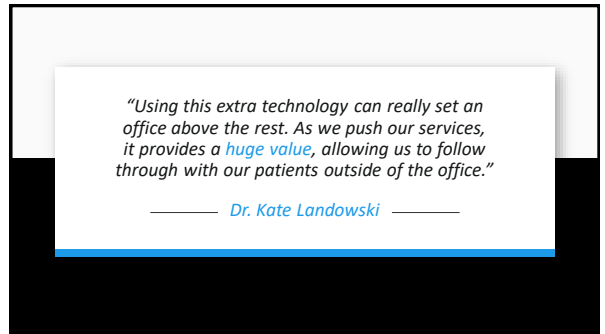 “Using this extra technology can really set an
office above the rest. As we push our services,
it provides a huge value, allowing us to follow
through with our patients outside of the office.”
Dr. Kate Landowski